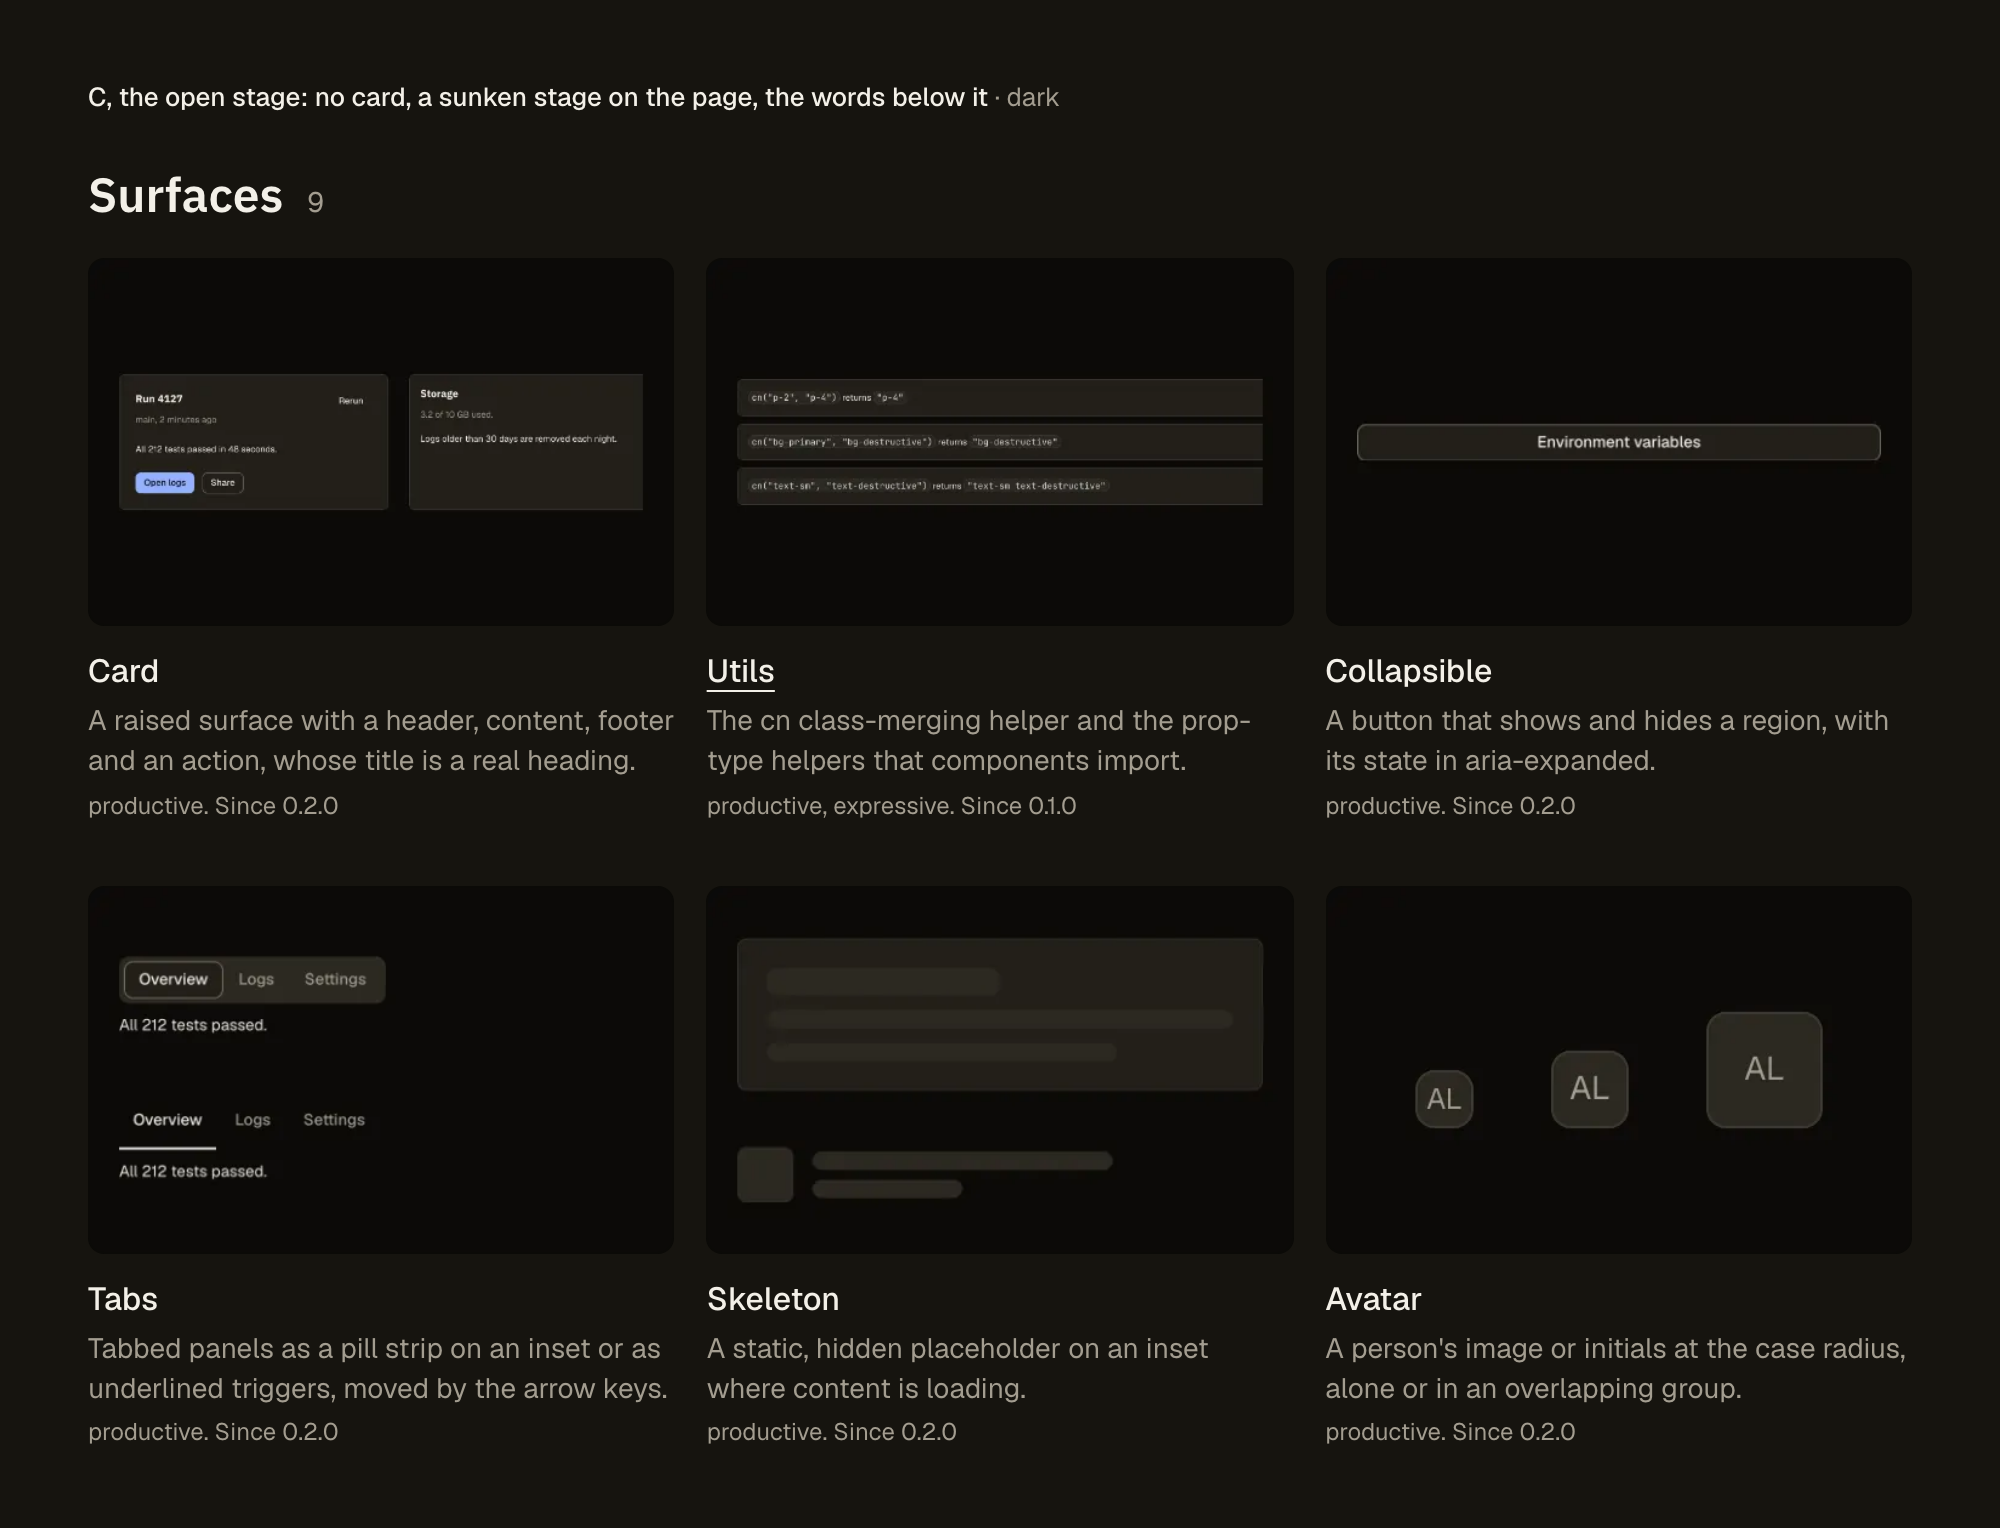 C, the open stage: no card, a sunken stage on the page, the words below it · dark
Surfaces 9
Run 4127
Rerun
main, 2 minutes ago
All 212 tests passed in 48 seconds.
Open logs
Share
Storage
3.2 of 10 GB used.
Logs older than 30 days are removed each night.
cn("p-2", "p-4") returns "p-4"
cn("bg-primary", "bg-destructive") returns "bg-destructive"
cn("text-sm", "text-destructive") returns "text-sm text-destructive"
Environment variables
Card
A raised surface with a header, content, footer
and an action, whose title is a real heading.
productive. Since 0.2.0
Utils
The cn class-merging helper and the prop-
type helpers that components import.
productive, expressive. Since 0.1.0
Collapsible
A button that shows and hides a region, with
its state in aria-expanded.
productive. Since 0.2.0
Overview Logs Settings
All 212 tests passed.
Overview Logs Settings
All 212 tests passed.
AL
AL
AL
Tabs
Tabbed panels as a pill strip on an inset or as
underlined triggers, moved by the arrow keys.
productive. Since 0.2.0
Skeleton
A static, hidden placeholder on an inset
where content is loading.
productive. Since 0.2.0
Avatar
A person's image or initials at the case radius,
alone or in an overlapping group.
productive. Since 0.2.0